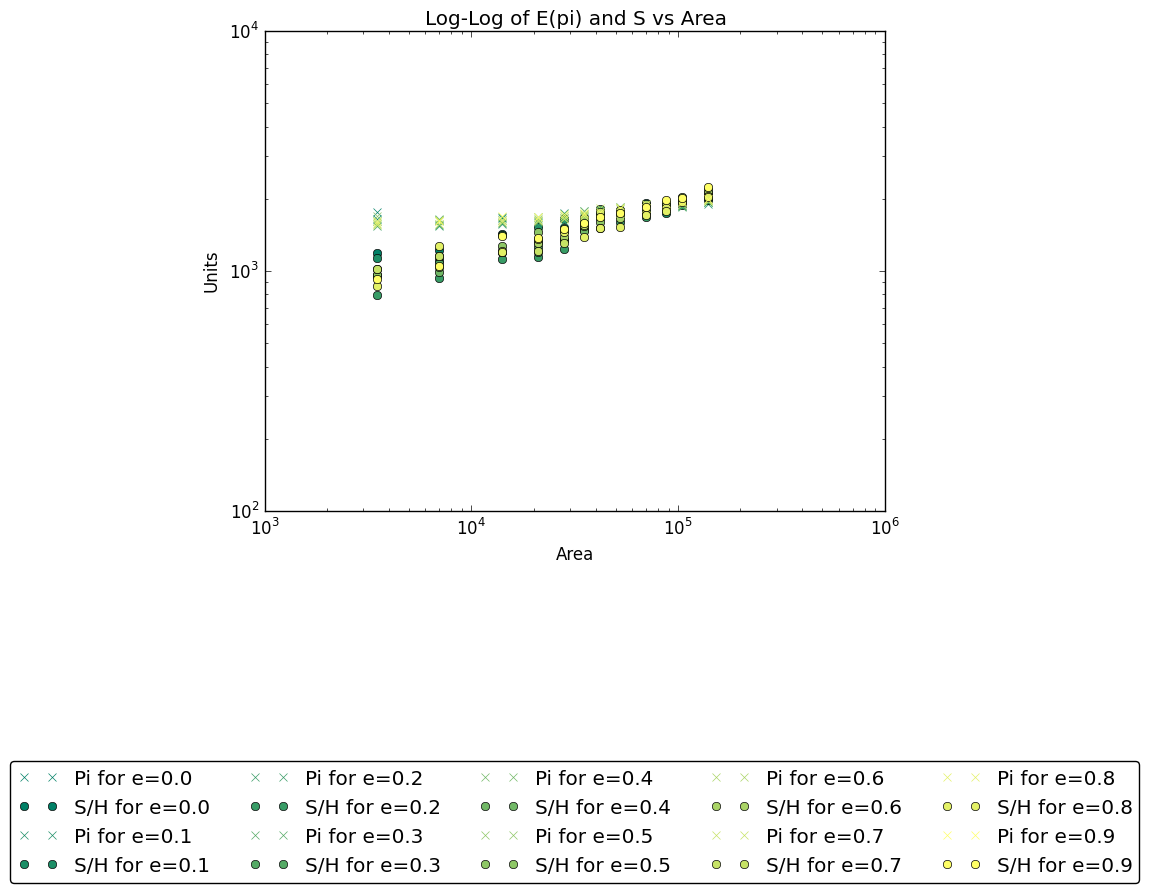 Log-Log of E(pi) and S vs Area
10^4
10^3
10^2
Units
10^3 10^4 10^5 10^6
Area
Pi for e=0.0 Pi for e=0.2 Pi for e=0.4 Pi for e=0.6 Pi for e=0.8
S/H for e=0.0 S/H for e=0.2 S/H for e=0.4 S/H for e=0.6 S/H for e=0.8
Pi for e=0.1 Pi for e=0.3 Pi for e=0.5 Pi for e=0.7 Pi for e=0.9
S/H for e=0.1 S/H for e=0.3 S/H for e=0.5 S/H for e=0.7 S/H for e=0.9